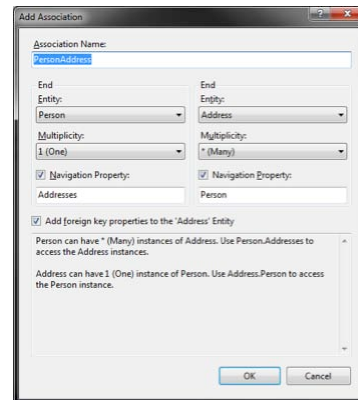 Add Association
Association Name:
PersonAddress
End
Entity:
Person
Multiplicity:
1 (One)
Navigation Property:
Addresses
End
Entity:
Address
Multiplicity:
* (Many)
Navigation Property:
Person
Add foreign key properties to the 'Address' Entity
Person can have * (Many) instances of Address. Use Person.Addresses to
access the Address instances.
Address can have 1 (One) instance of Person. Use Address.Person to access
the Person instance.
OK
Cancel